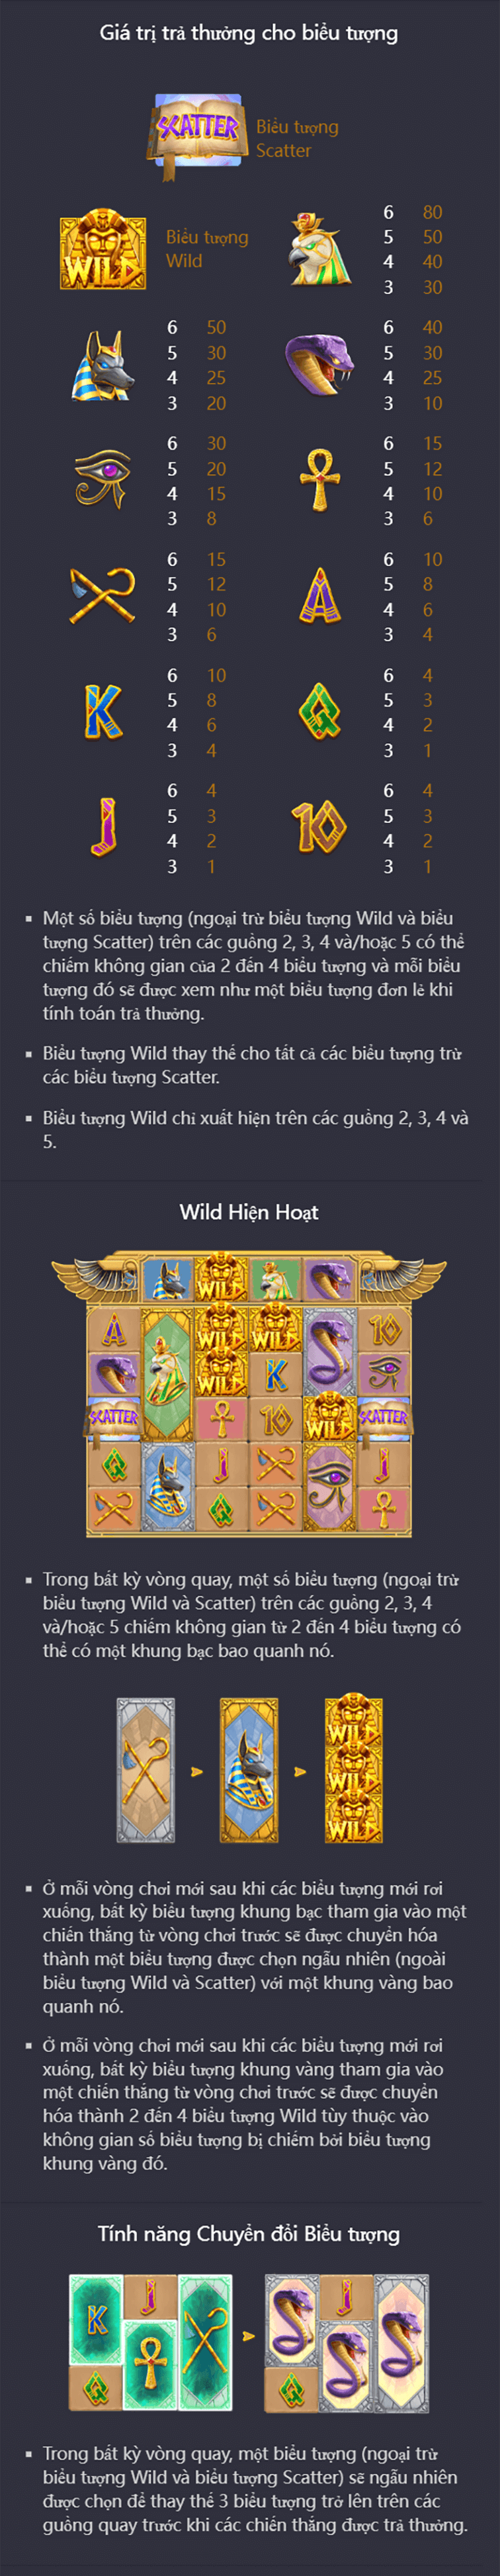 Giá trị trả thưởng cho biểu tượng
SCATTER
Biểu tượng
Scatter
WILD
Biểu tượng
Wild
6 80
5 50
4 40
3 30
6 50
5 30
4 25
3 20
6 40
5 30
4 25
3 10
6 30
5 20
4 15
3 8
6 15
5 12
4 10
3 6
6 15
5 12
4 10
3 6
A
6 10
5 8
4 6
3 4
K
6 10
5 8
4 6
3 4
Q
6 4
5 3
4 2
3 1
J
6 4
5 3
4 2
3 1
10
6 4
5 3
4 2
3 1
Một số biểu tượng (ngoại trừ biểu tượng Wild và biểu
tượng Scatter) trên các guồng 2, 3, 4 và/hoặc 5 có thể
chiếm không gian của 2 đến 4 biểu tượng và mỗi biểu
tượng đó sẽ được xem như một biểu tượng đơn lẻ khi
tính toán trả thưởng.
Biểu tượng Wild thay thế cho tất cả các biểu tượng trừ
các biểu tượng Scatter.
Biểu tượng Wild chỉ xuất hiện trên các guồng 2, 3, 4 và
5.
Wild Hiện Hoạt
WILD
A WILD WILD 10
WILD K
SCATTER 10 WILD SCATTER
Q J J
Q
Trong bất kỳ vòng quay, một số biểu tượng (ngoại trừ
biểu tượng Wild và Scatter) trên các guồng 2, 3, 4
và/hoặc 5 chiếm không gian từ 2 đến 4 biểu tượng có
thể có một khung bạc bao quanh nó.
WILD
WILD
WILD
Ở mỗi vòng chơi mới sau khi các biểu tượng mới rơi
xuống, bất kỳ biểu tượng khung bạc tham gia vào một
chiến thắng từ vòng chơi trước sẽ được chuyển hóa
thành một biểu tượng được chọn ngẫu nhiên (ngoài
biểu tượng Wild và Scatter) với một khung vàng bao
quanh nó.
Ở mỗi vòng chơi mới sau khi các biểu tượng mới rơi
xuống, bất kỳ biểu tượng khung vàng tham gia vào
một chiến thắng từ vòng chơi trước sẽ được chuyển
hóa thành 2 đến 4 biểu tượng Wild tùy thuộc vào
không gian số biểu tượng bị chiếm bởi biểu tượng
khung vàng đó.
Tính năng Chuyển đổi Biểu tượng
K J J
Q Q
Trong bất kỳ vòng quay, một biểu tượng (ngoại trừ
biểu tượng Wild và biểu tượng Scatter) sẽ ngẫu nhiên
được chọn để thay thế 3 biểu tượng trở lên trên các
guồng quay trước khi các chiến thắng được trả thưởng.